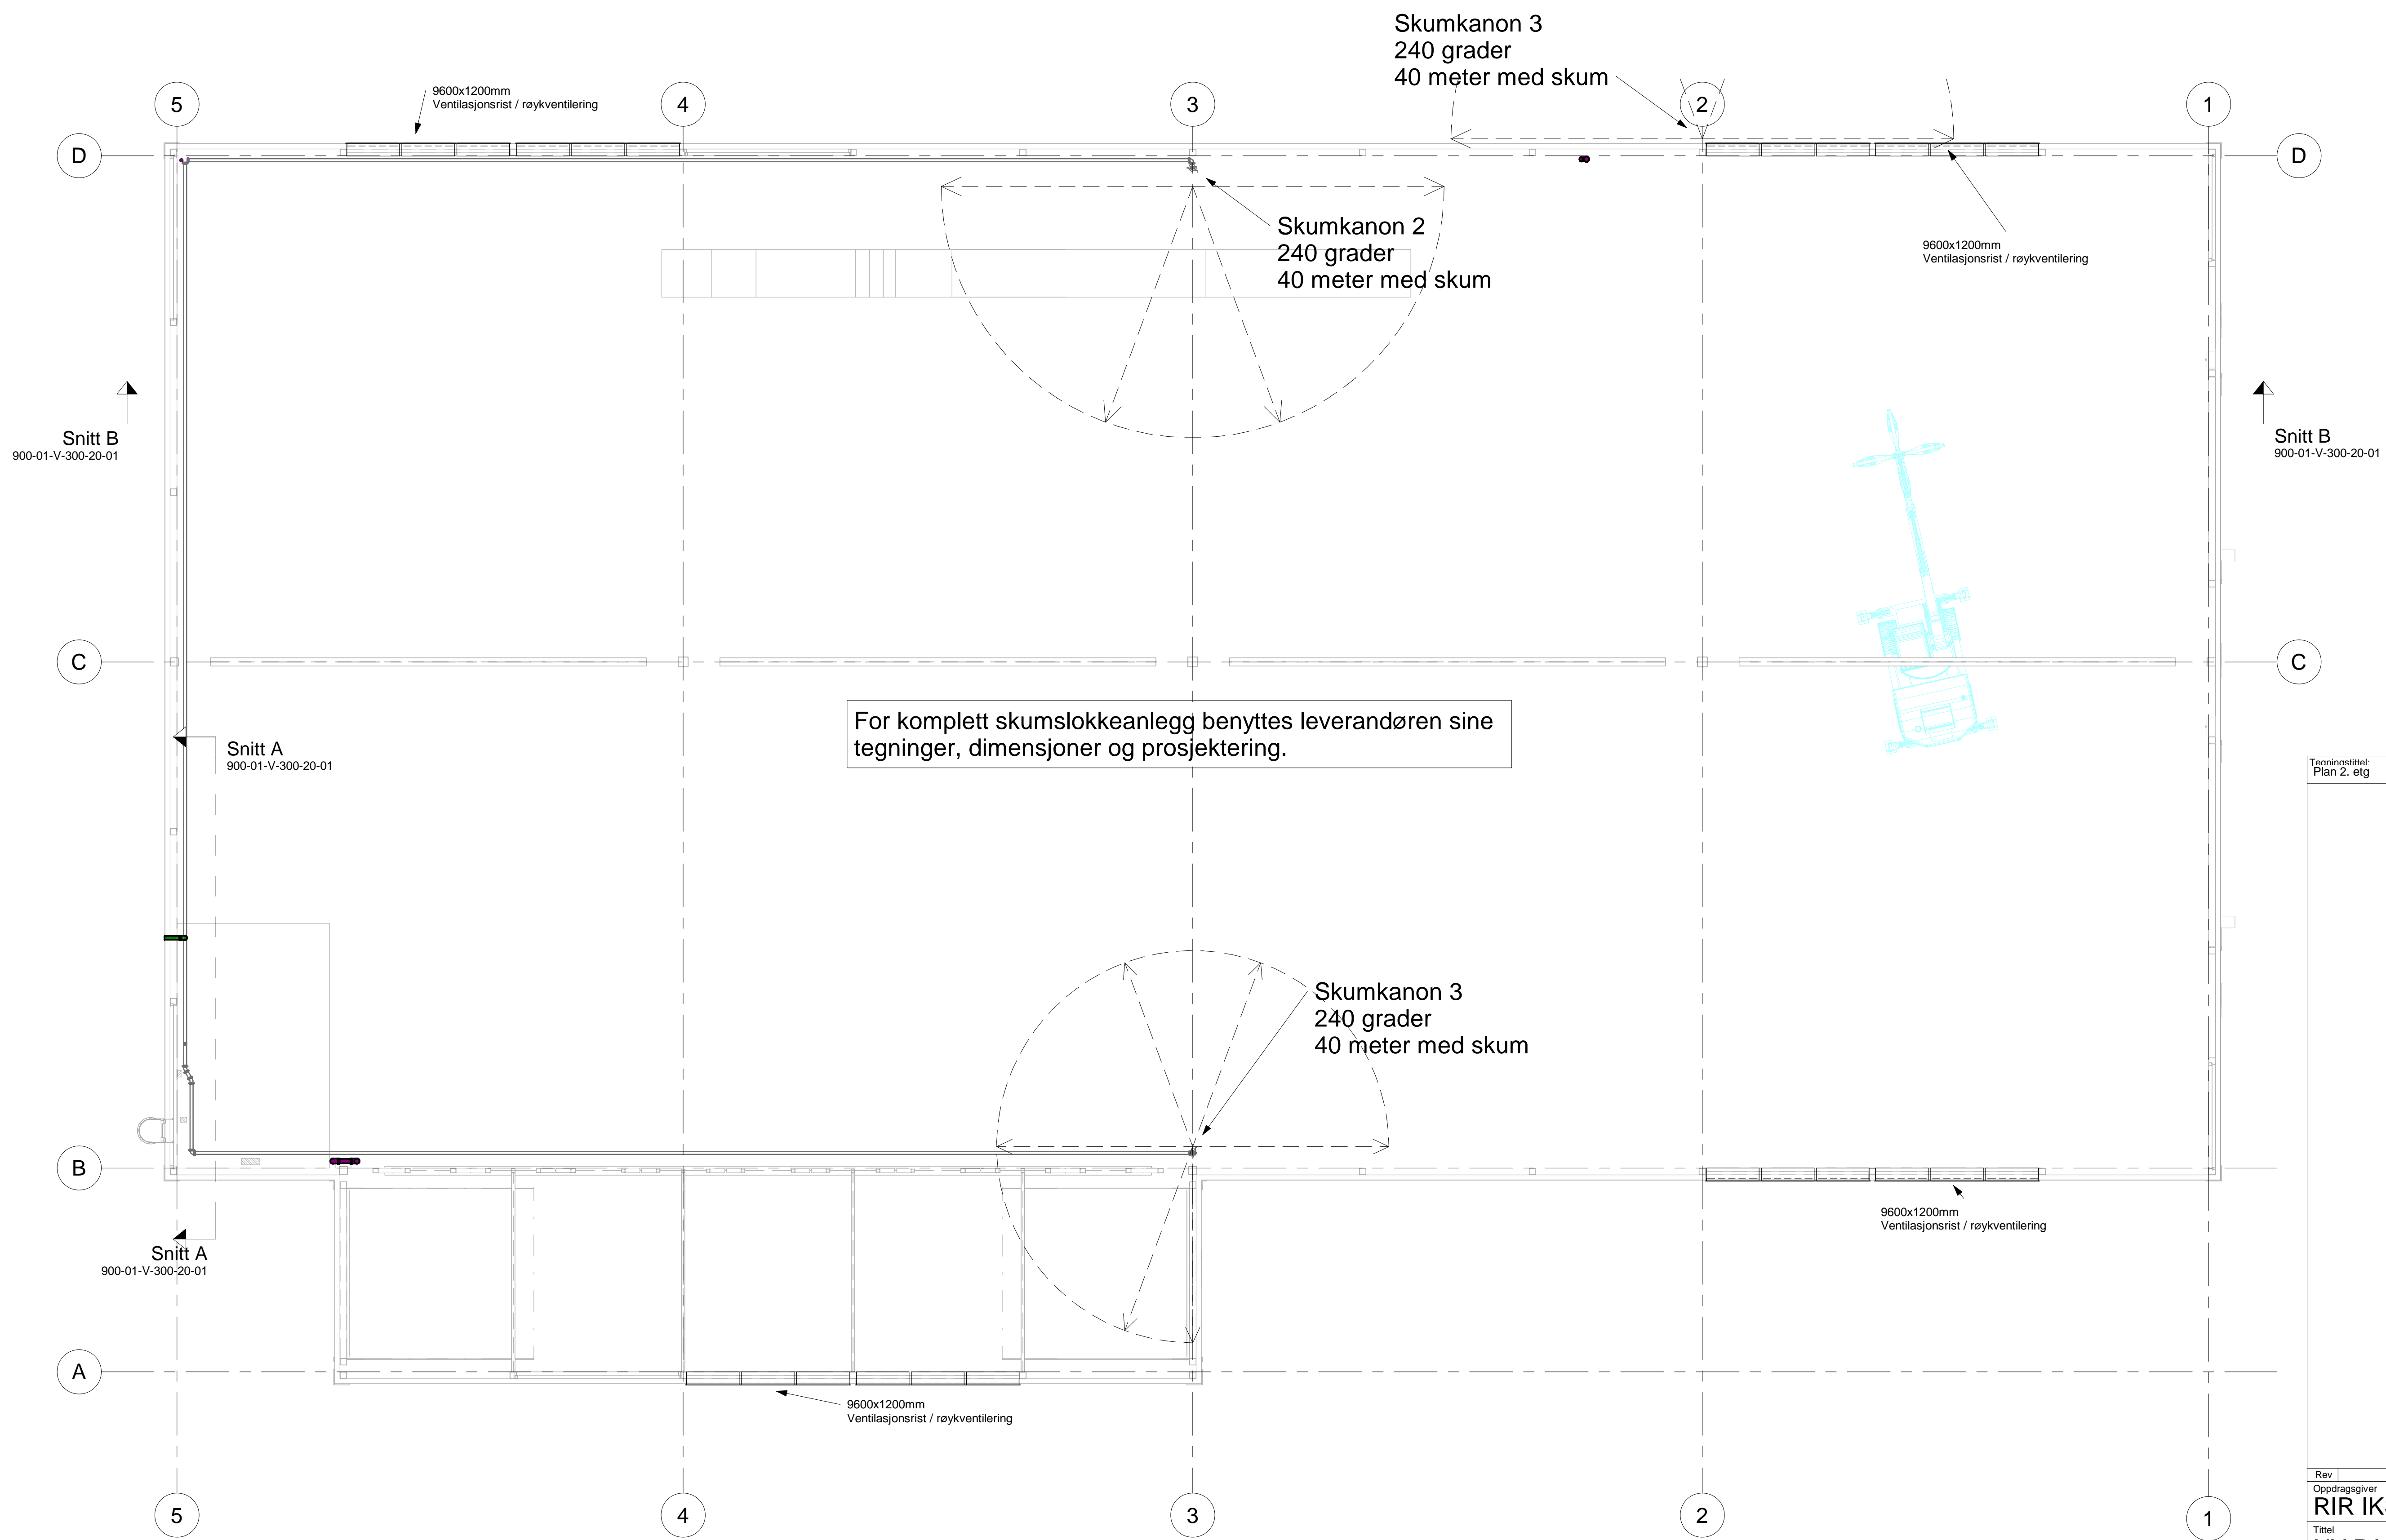 Skumkanon 3
240 grader
40 meter med skum
5
4
3
2
1
9600x1200mm
Ventilasjonsrist / røykventilering
D
D
Skumkanon 2
240 grader
40 meter med skum
9600x1200mm
Ventilasjonsrist / røykventilering
Snitt B
900-01-V-300-20-01
Snitt B
900-01-V-300-20-01
C
C
For komplett skumslokkeanlegg benyttes leverandøren sine
tegninger, dimensjoner og prosjektering.
Snitt A
900-01-V-300-20-01
Tegningstittel:
Plan 2. etg
Skumkanon 3
240 grader
40 meter med skum
B
9600x1200mm
Ventilasjonsrist / røykventilering
Snitt A
900-01-V-300-20-01
A
9600x1200mm
Ventilasjonsrist / røykventilering
Rev
Oppdragsgiver
RIR
Tittel
5
4
3
2
1